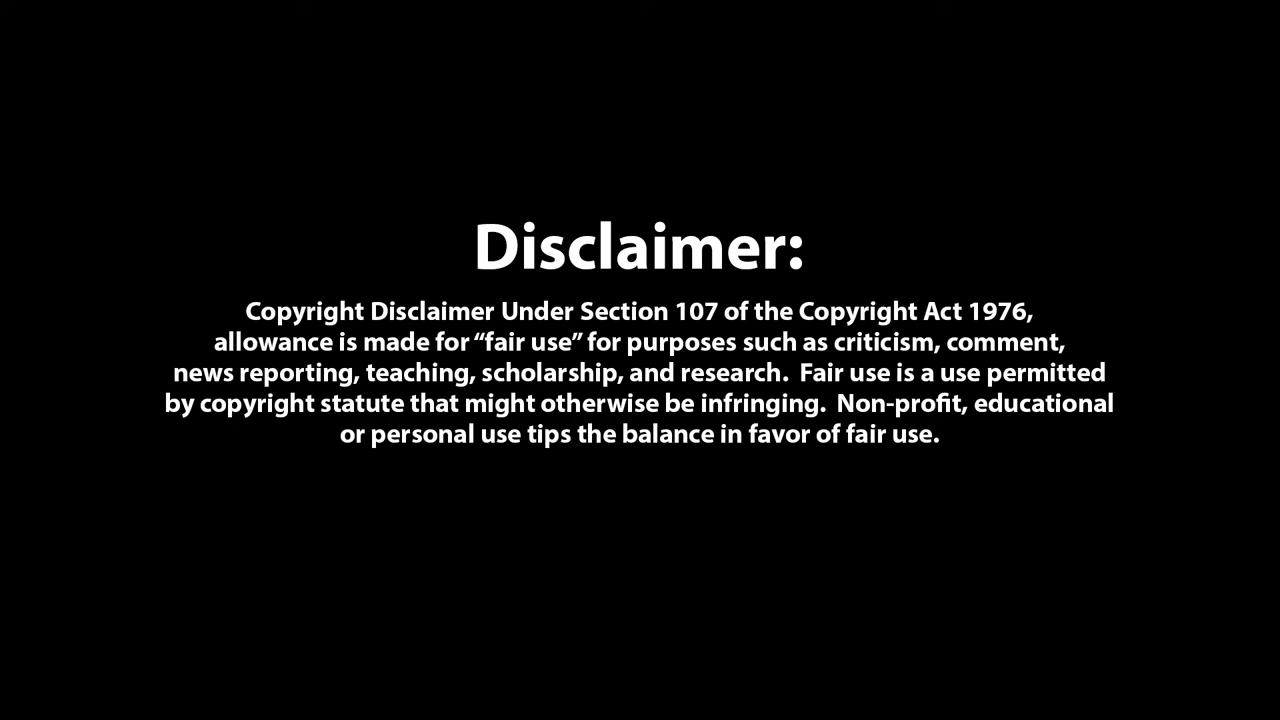 Disclaimer:
Copyright Disclaimer Under Section 107 of the Copyright Act 1976,
allowance is made for “fair use” for purposes such as criticism, comment,
news reporting, teaching, scholarship, and research.  Fair use is a use permitted
by copyright statute that might otherwise be infringing.  Non-profit, educational
or personal use tips the balance in favor of fair use.